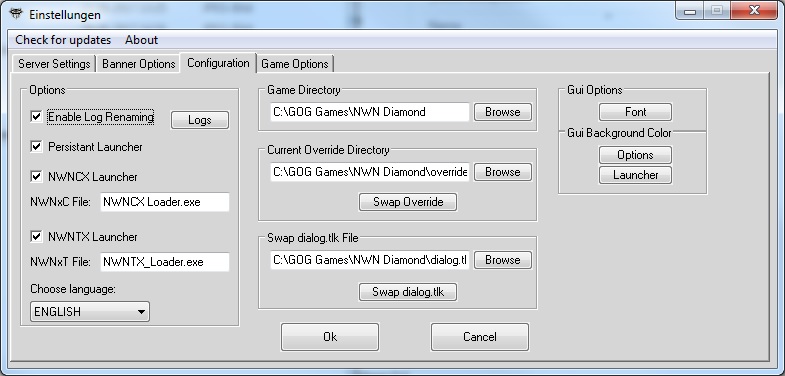 Einstellungen
Check for updates About
Server Settings Banner Options Configuration Game Options
Options
Enable Log Renaming Logs
Persistant Launcher
NWNCX Launcher
NWNxC File: NWNCX Loader.exe
NWNTX Launcher
NWNxT File: NWNTX_Loader.exe
Choose language:
ENGLISH
Game Directory
C:\GOG Games\NWN Diamond Browse
Current Override Directory
C:\GOG Games\NWN Diamond\override Browse
Swap Override
Swap dialog.tlk File
C:\GOG Games\NWN Diamond\dialog.tl Browse
Swap dialog.tlk
Gui Options
Font
Gui Background Color
Options
Launcher
Ok Cancel